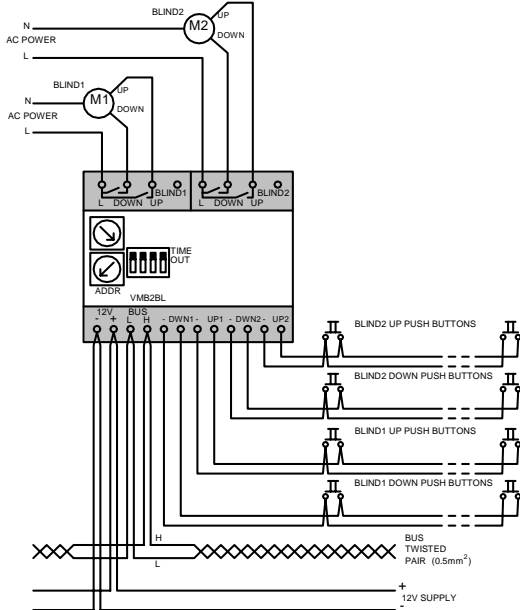 BLIND2
UP
N
M2
AC POWER
DOWN
L
BLIND1
UP
N
M1
DOWN
AC POWER
L
BLIND1 BLIND2
L DOWN UP L DOWN UP
TIME
OUT
ADDR
VMB2BL
12V BUS
- + L H - DWN1 - UP1 - DWN2 - UP2
BLIND2 UP PUSH BUTTONS
BLIND2 DOWN PUSH BUTTONS
BLIND1 UP PUSH BUTTONS
BLIND1 DOWN PUSH BUTTONS
H
BUS
TWISTED
PAIR (0.5mm²)
L
+
12V SUPPLY
-